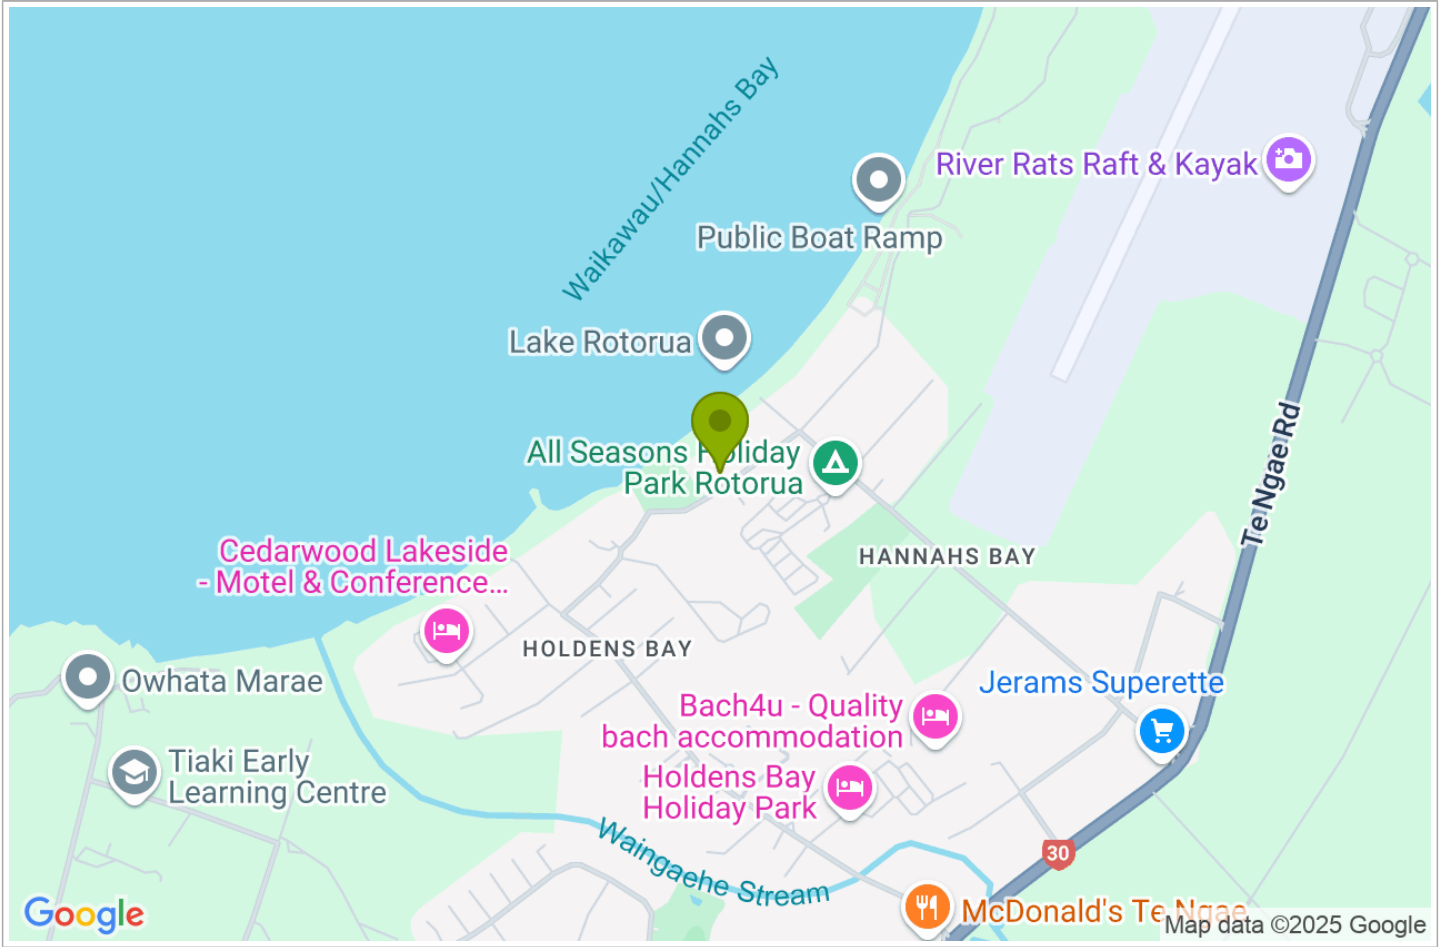 Waikawau/Hannahs Bay
River Rats Raft & Kayak
Public Boat Ramp
Lake Rotorua
All Seasons Holiday
Park Rotorua
Te Ngae Rd
Cedarwood Lakeside
- Motel & Conference...
HANNAHS BAY
HOLDENS BAY
Owhata Marae
Jerams Superette
Bach4u - Quality
bach accommodation
Tiaki Early
Learning Centre
Holdens Bay
Holiday Park
Waingaehe Stream
30
Google
McDonald's Te Ngae
Map data ©2025 Google